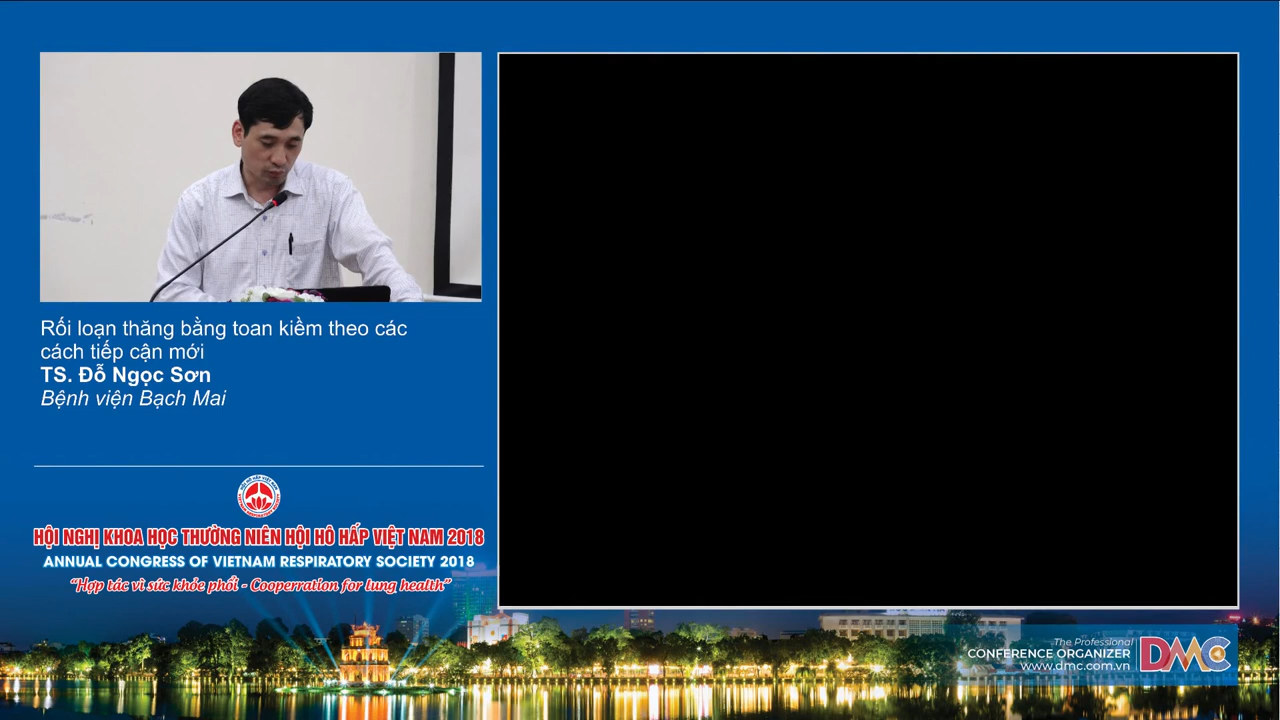 Rối loạn thăng bằng toan kiềm theo các
cách tiếp cận mới
TS. Đỗ Ngọc Sơn
Bệnh viện Bạch Mai
HỘI NGHỊ KHOA HỌC THƯỜNG NIÊN HỘI HÔ HẤP VIỆT NAM 2018
ANNUAL CONGRESS OF VIETNAM RESPIRATORY SOCIETY 2018
“Hợp tác vì sức khỏe phổi - Cooperration for lung health”
The Professional
CONFERENCE ORGANIZER
www.dmc.com.vn
DMC